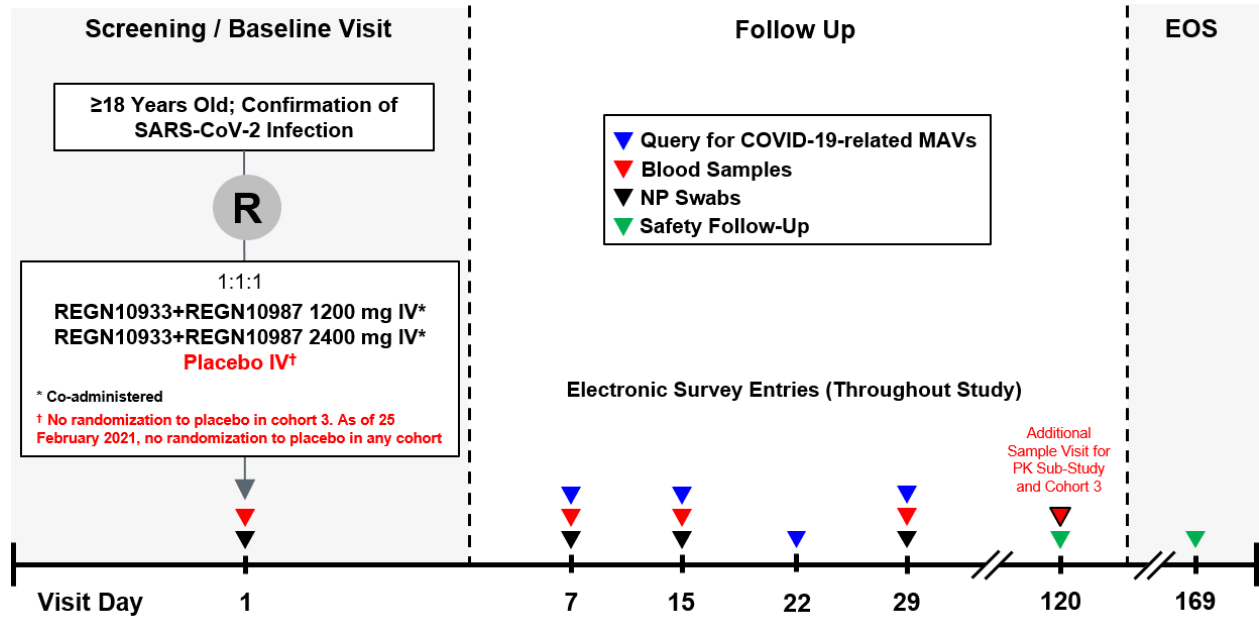 Screening / Baseline Visit
Follow Up
EOS
≥18 Years Old; Confirmation of
SARS-CoV-2 Infection
R
1:1:1
REGN10933+REGN10987 1200 mg IV*
REGN10933+REGN10987 2400 mg IV*
Placebo IV†
* Co-administered
† No randomization to placebo in cohort 3. As of 25
February 2021, no randomization to placebo in any cohort
Query for COVID-19-related MAVs
Blood Samples
NP Swabs
Safety Follow-Up
Electronic Survey Entries (Throughout Study)
Additional
Sample Visit for
PK Sub-Study
and Cohort 3
Visit Day 1 7 15 22 29 120 169